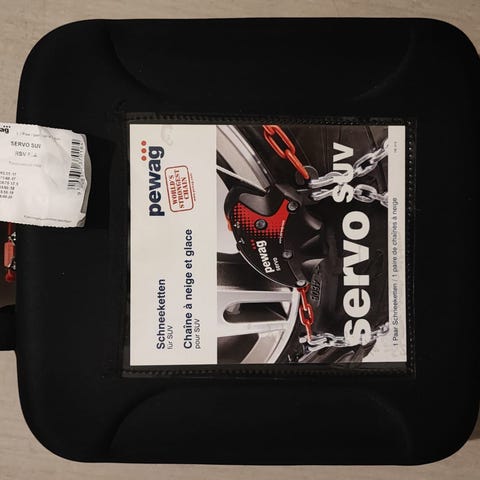 pewag
WORLD'S
STRONGEST
CHAIN
Schneeketten
für SUV
Chaîne à neige et glace
pour SUV
pewag
servo
servo suv
1 Paar Schneeketten / 1 paire de chaînes à neige
SERVO SUV